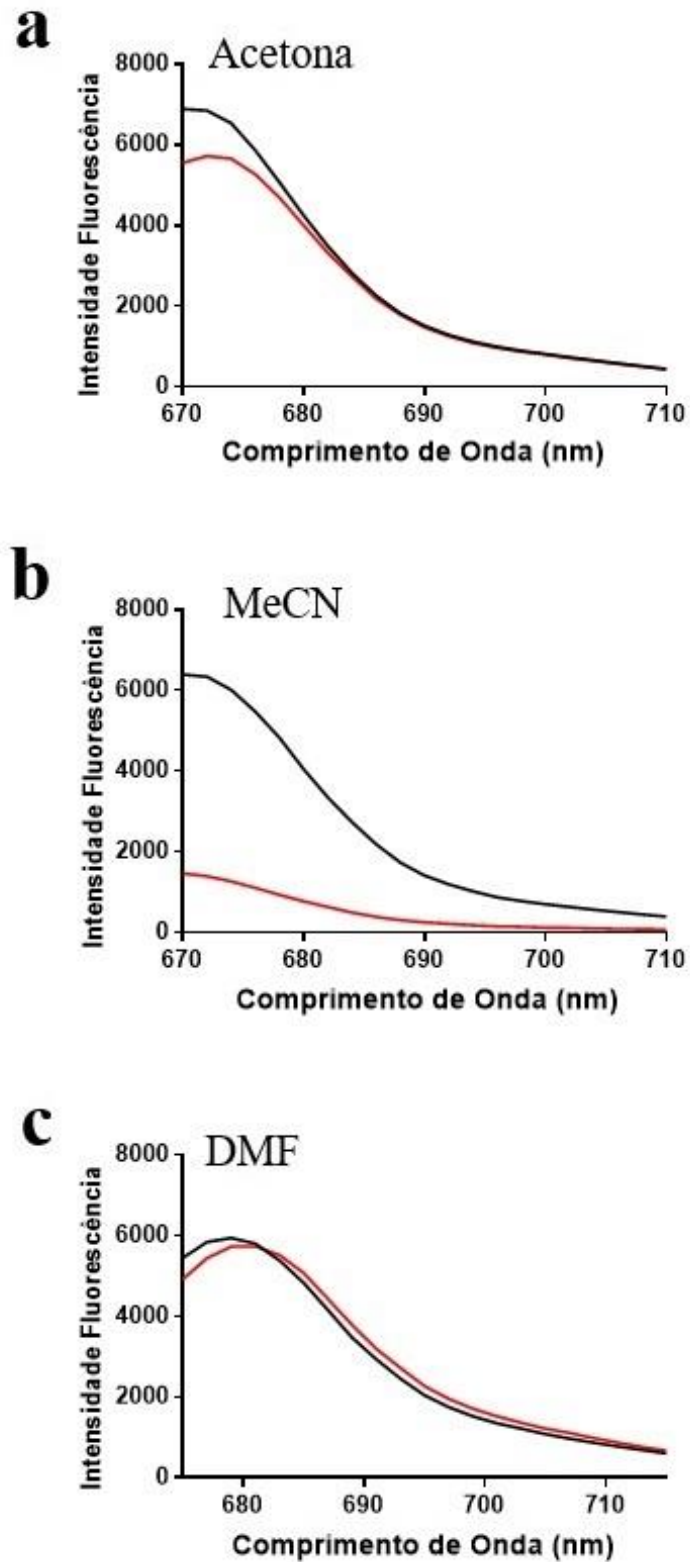 a
Acetona
8000
6000
4000
2000
0
Intensidade Fluorescência
670 680 690 700 710
Comprimento de Onda (nm)
b
MeCN
8000
6000
4000
2000
0
Intensidade Fluorescência
670 680 690 700 710
Comprimento de Onda (nm)
c
DMF
8000
6000
4000
2000
0
Intensidade Fluorescência
680 690 700 710
Comprimento de Onda (nm)